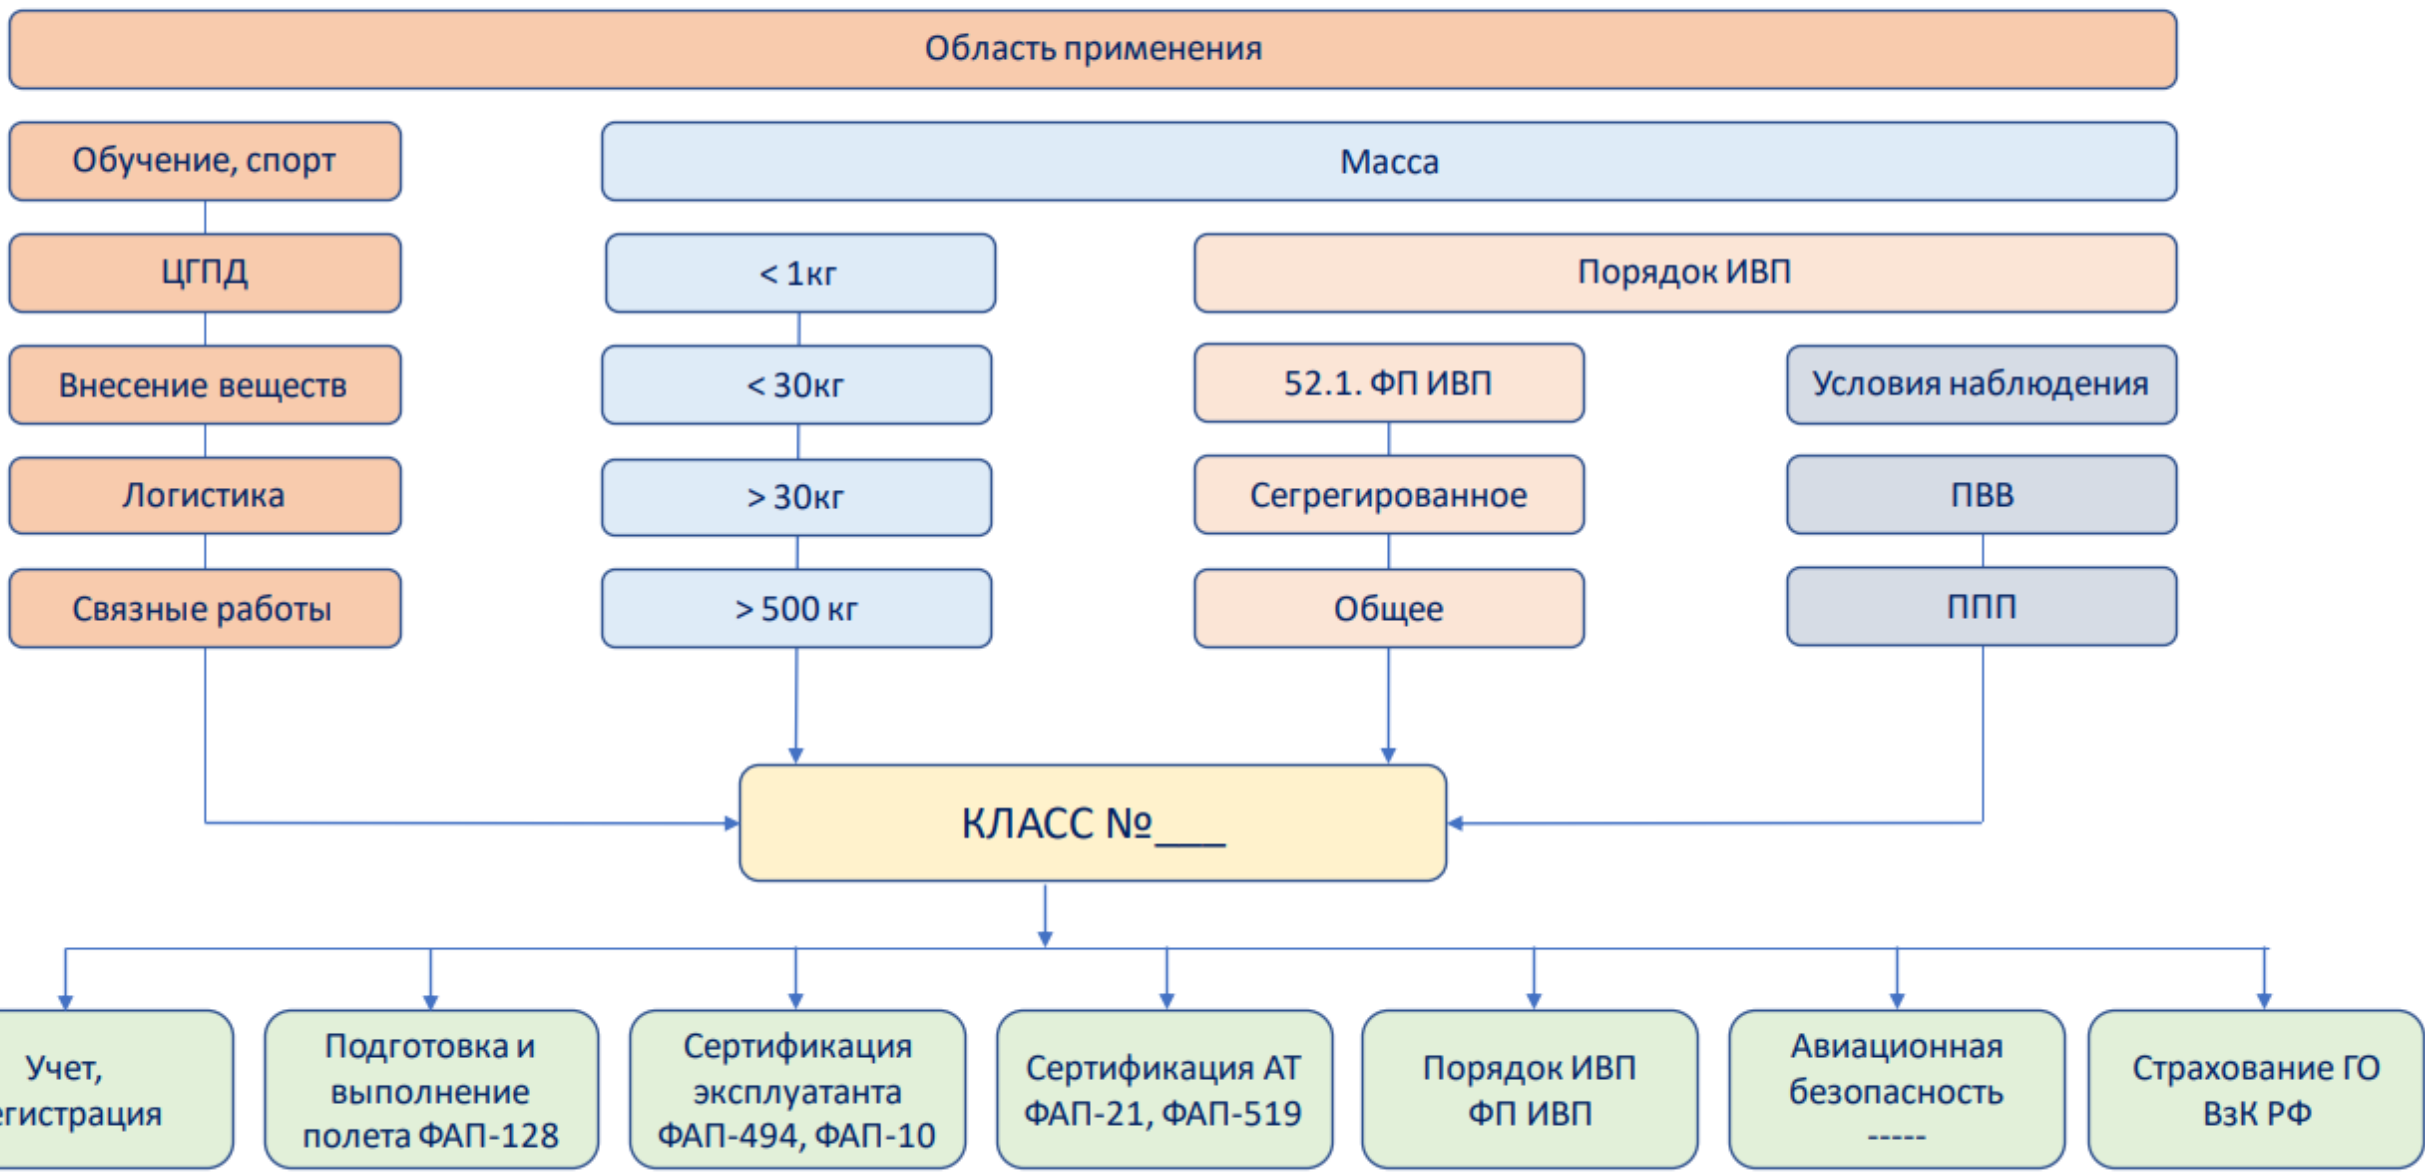 Область применения
Обучение, спорт
Масса
ЦГПД
< 1кг
Порядок ИВП
Внесение веществ
< 30кг
52.1. ФП ИВП
Условия наблюдения
Логистика
> 30кг
Сегрегированное
ПВВ
Связные работы
> 500 кг
Общее
ППП
КЛАСС №___
Учет,
егистрация
Подготовка и
выполнение
полета ФАП-128
Сертификация
эксплуатанта
ФАП-494, ФАП-10
Сертификация АТ
ФАП-21, ФАП-519
Порядок ИВП
ФП ИВП
Авиационная
безопасность
-----
Страхование ГО
ВзК РФ